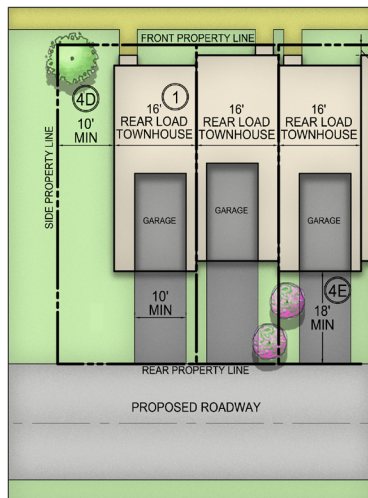 FRONT PROPERTY LINE
4D
10'
MIN
SIDE PROPERTY LINE
1
16'
REAR LOAD
TOWNHOUSE
16'
REAR LOAD
TOWNHOUSE
16'
REAR LOAD
TOWNHOUSE
GARAGE
GARAGE
GARAGE
10'
MIN
4E
18'
MIN
REAR PROPERTY LINE
PROPOSED ROADWAY